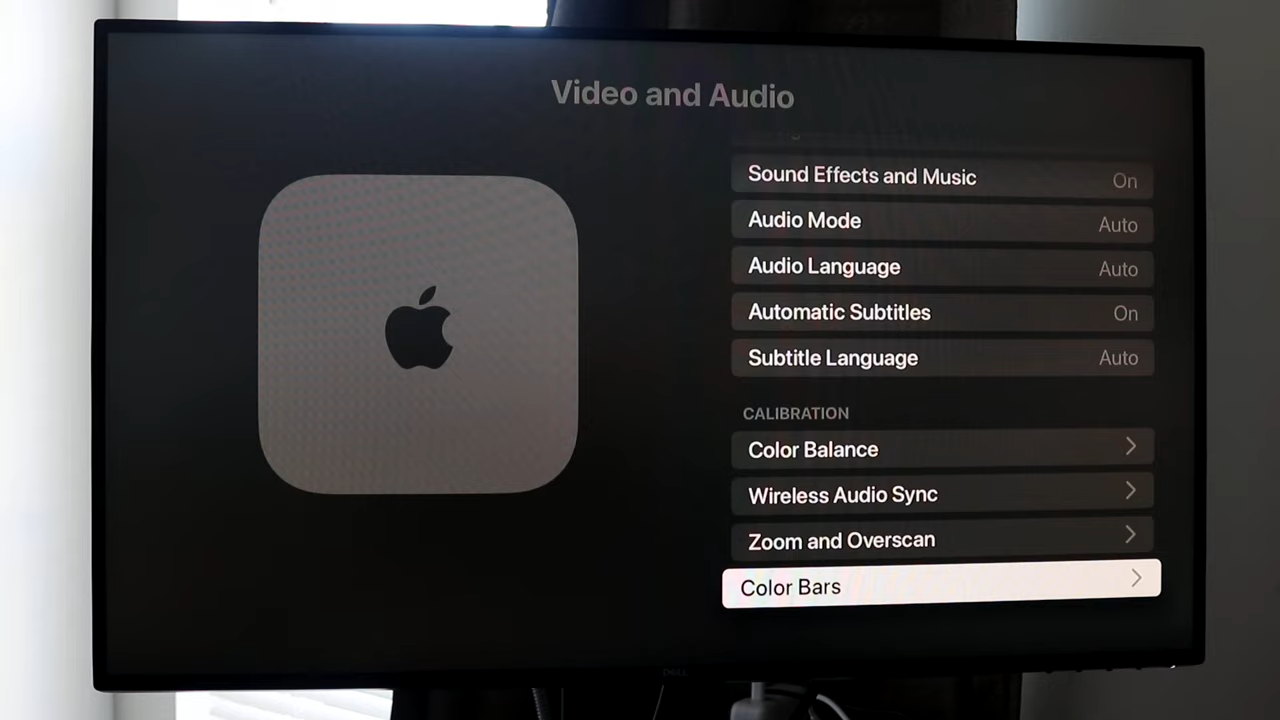 Video and Audio
Sound Effects and Music On
Audio Mode Auto
Audio Language Auto
Automatic Subtitles On
Subtitle Language Auto
CALIBRATION
Color Balance
Wireless Audio Sync
Zoom and Overscan
Color Bars
DELL